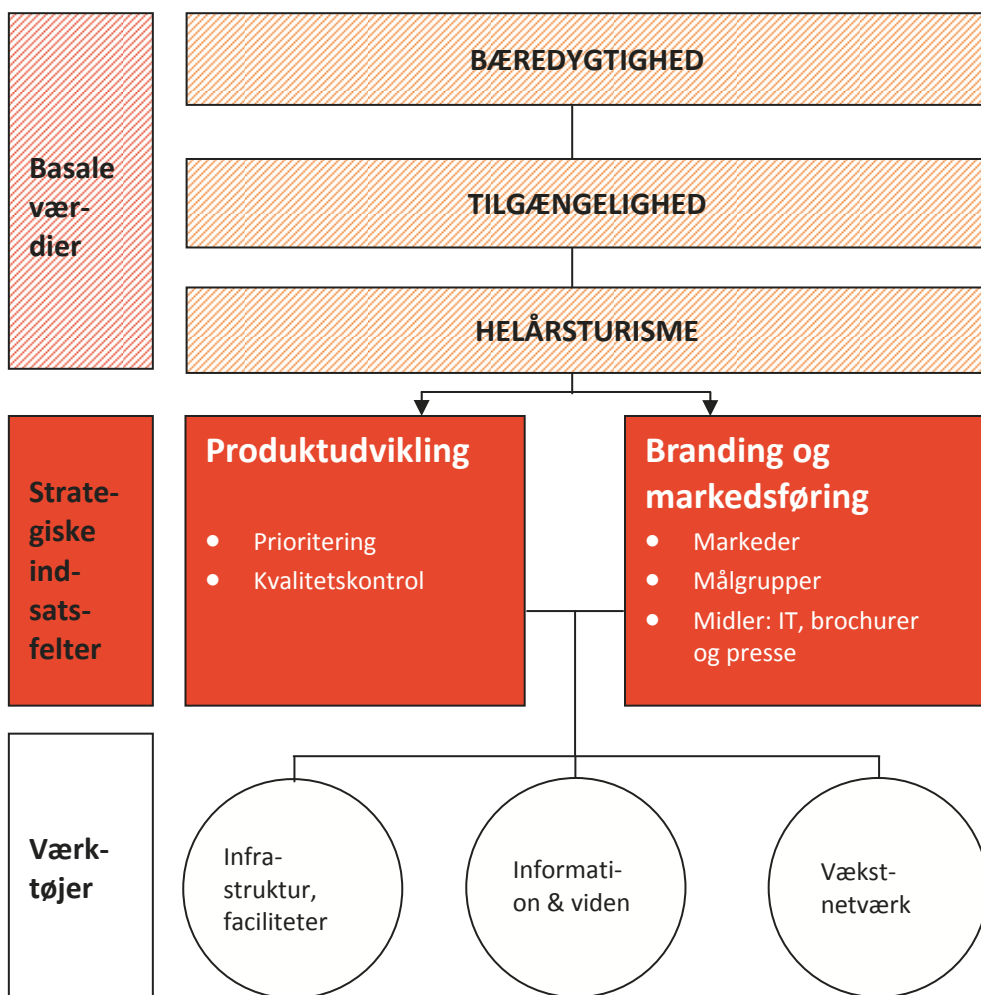 BÆREDYGTIGHED
Basale
vær-
dier
TILGÆNGELIGHED
HELÅRSTURISME
Strate-
giske
ind-
sats-
felter
Produktudvikling
● Prioritering
● Kvalitetskontrol
Branding og
markedsføring
● Markeder
● Målgrupper
● Midler: IT, brochurer
og presse
Værk-
tøjer
Infra-
struktur,
faciliteter
Informati-
on & viden
Vækst-
netværk